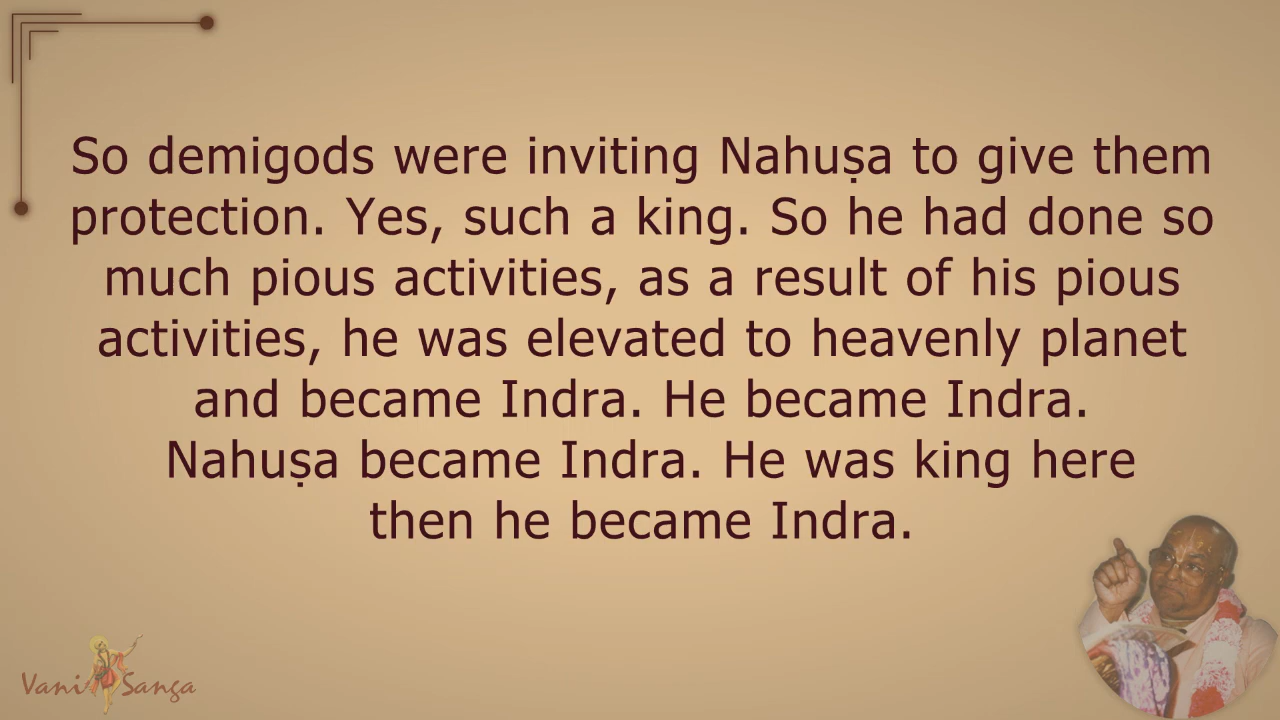 So demigods were inviting Nahuṣa to give them
protection. Yes, such a king. So he had done so
much pious activities, as a result of his pious
activities, he was elevated to heavenly planet
and became Indra. He became Indra.
Nahuṣa became Indra. He was king here
then he became Indra.
Vani Sanga